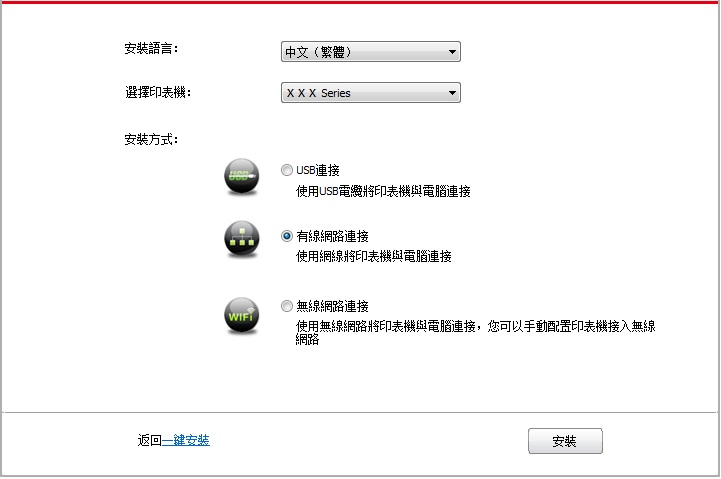 安裝語言：
中文（繁體）
選擇印表機：
X X X Series
安裝方式：
USB
USB連接
使用USB電纜將印表機與電腦連接
有線網路連接
使用網線將印表機與電腦連接
WiFi
無線網路連接
使用無線網路將印表機與電腦連接，您可以手動配置印表機接入無線
網路
返回一鍵安裝
安裝